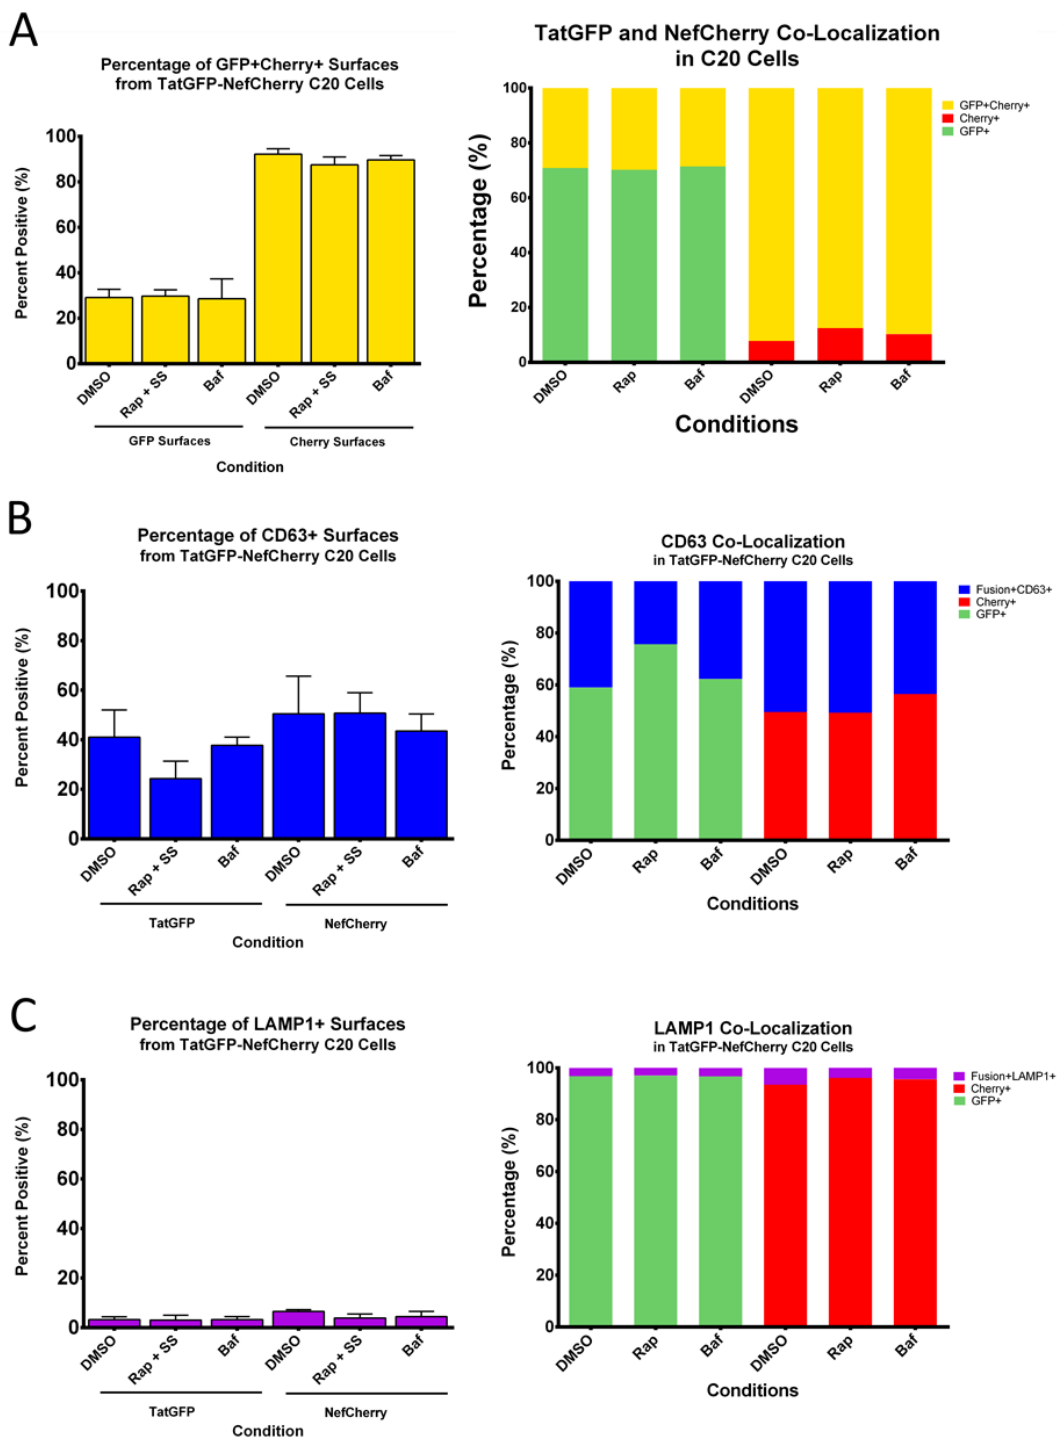 A
Percentage of GFP+Cherry+ Surfaces
from TatGFP-NefCherry C20 Cells
Percent Positive (%)
100
80
60
40
20
0
DMSO
Rap + SS
Baf
DMSO
Rap + SS
Baf
GFP Surfaces
Cherry Surfaces
Condition
TatGFP and NefCherry Co-Localization
in C20 Cells
Percentage (%)
100
80
60
40
20
0
DMSO
Rap
Baf
DMSO
Rap
Baf
Conditions
GFP+Cherry+
Cherry+
GFP+
B
Percentage of CD63+ Surfaces
from TatGFP-NefCherry C20 Cells
Percent Positive (%)
100
80
60
40
20
0
DMSO
Rap + SS
Baf
DMSO
Rap + SS
Baf
TatGFP
NefCherry
Condition
CD63 Co-Localization
in TatGFP-NefCherry C20 Cells
Percentage (%)
100
80
60
40
20
0
DMSO
Rap
Baf
DMSO
Rap
Baf
Conditions
Fusion+CD63+
Cherry+
GFP+
C
Percentage of LAMP1+ Surfaces
from TatGFP-NefCherry C20 Cells
Percent Positive (%)
100
80
60
40
20
0
DMSO
Rap + SS
Baf
DMSO
Rap + SS
Baf
TatGFP
NefCherry
Condition
LAMP1 Co-Localization
in TatGFP-NefCherry C20 Cells
Percentage (%)
100
80
60
40
20
0
DMSO
Rap
Baf
DMSO
Rap
Baf
Conditions
Fusion+LAMP1+
Cherry+
GFP+